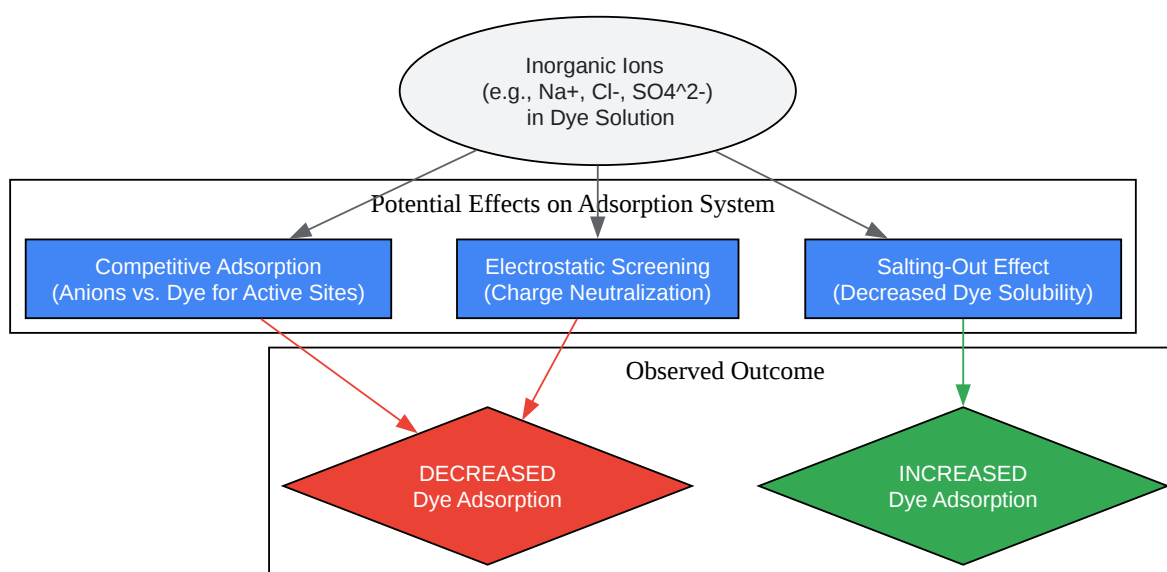 Inorganic Ions
(e.g., Na+, Cl-, SO4^2-)
in Dye Solution
Potential Effects on Adsorption System
Competitive Adsorption
(Anions vs. Dye for Active Sites)
Electrostatic Screening
(Charge Neutralization)
Salting-Out Effect
(Decreased Dye Solubility)
Observed Outcome
DECREASED
Dye Adsorption
INCREASED
Dye Adsorption